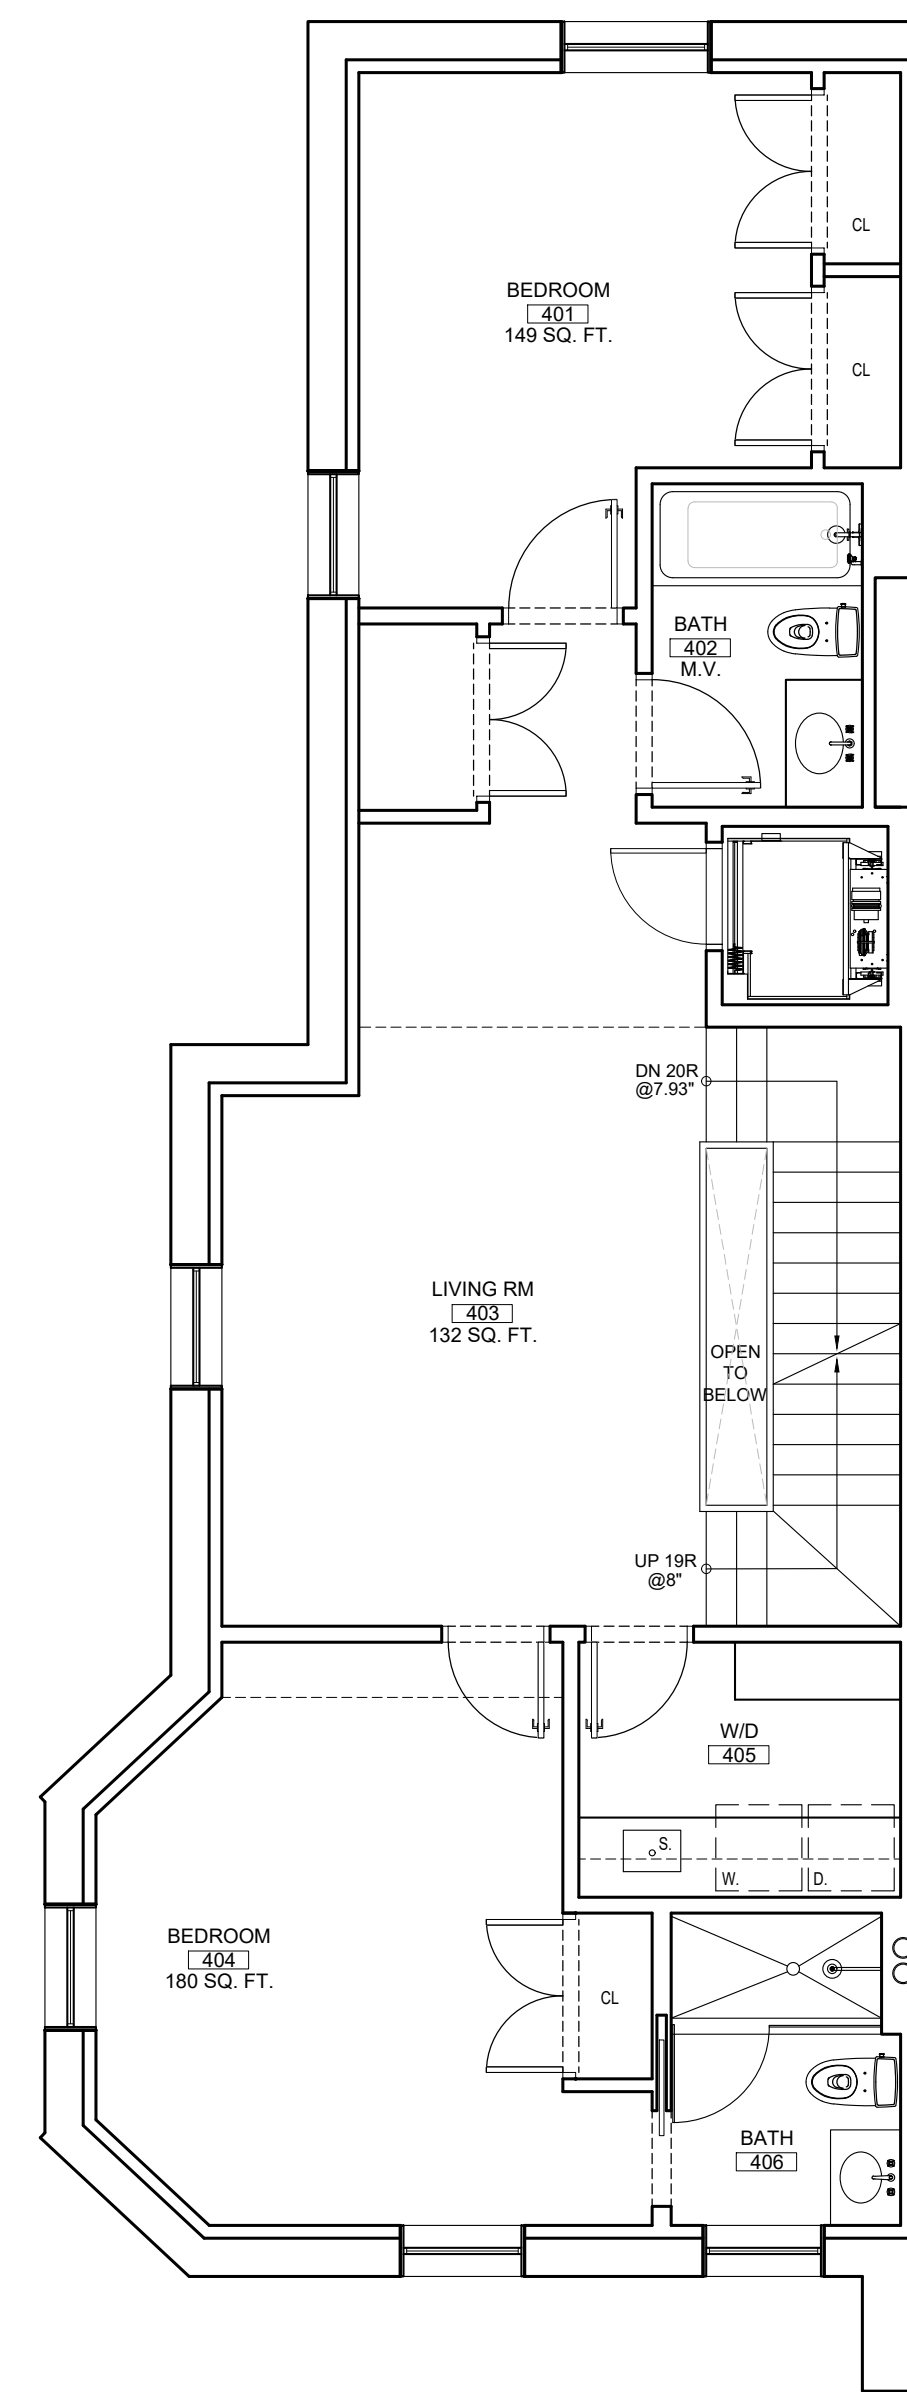 CL
BEDROOM
401
149 SQ. FT.
CL
BATH
402
M.V.
DN 20R
@7.93"
LIVING RM
403
132 SQ. FT.
OPEN
TO
BELOW
UP 19R
@8"
W/D
405
S.
W.
D.
BEDROOM
404
180 SQ. FT.
CL
BATH
406